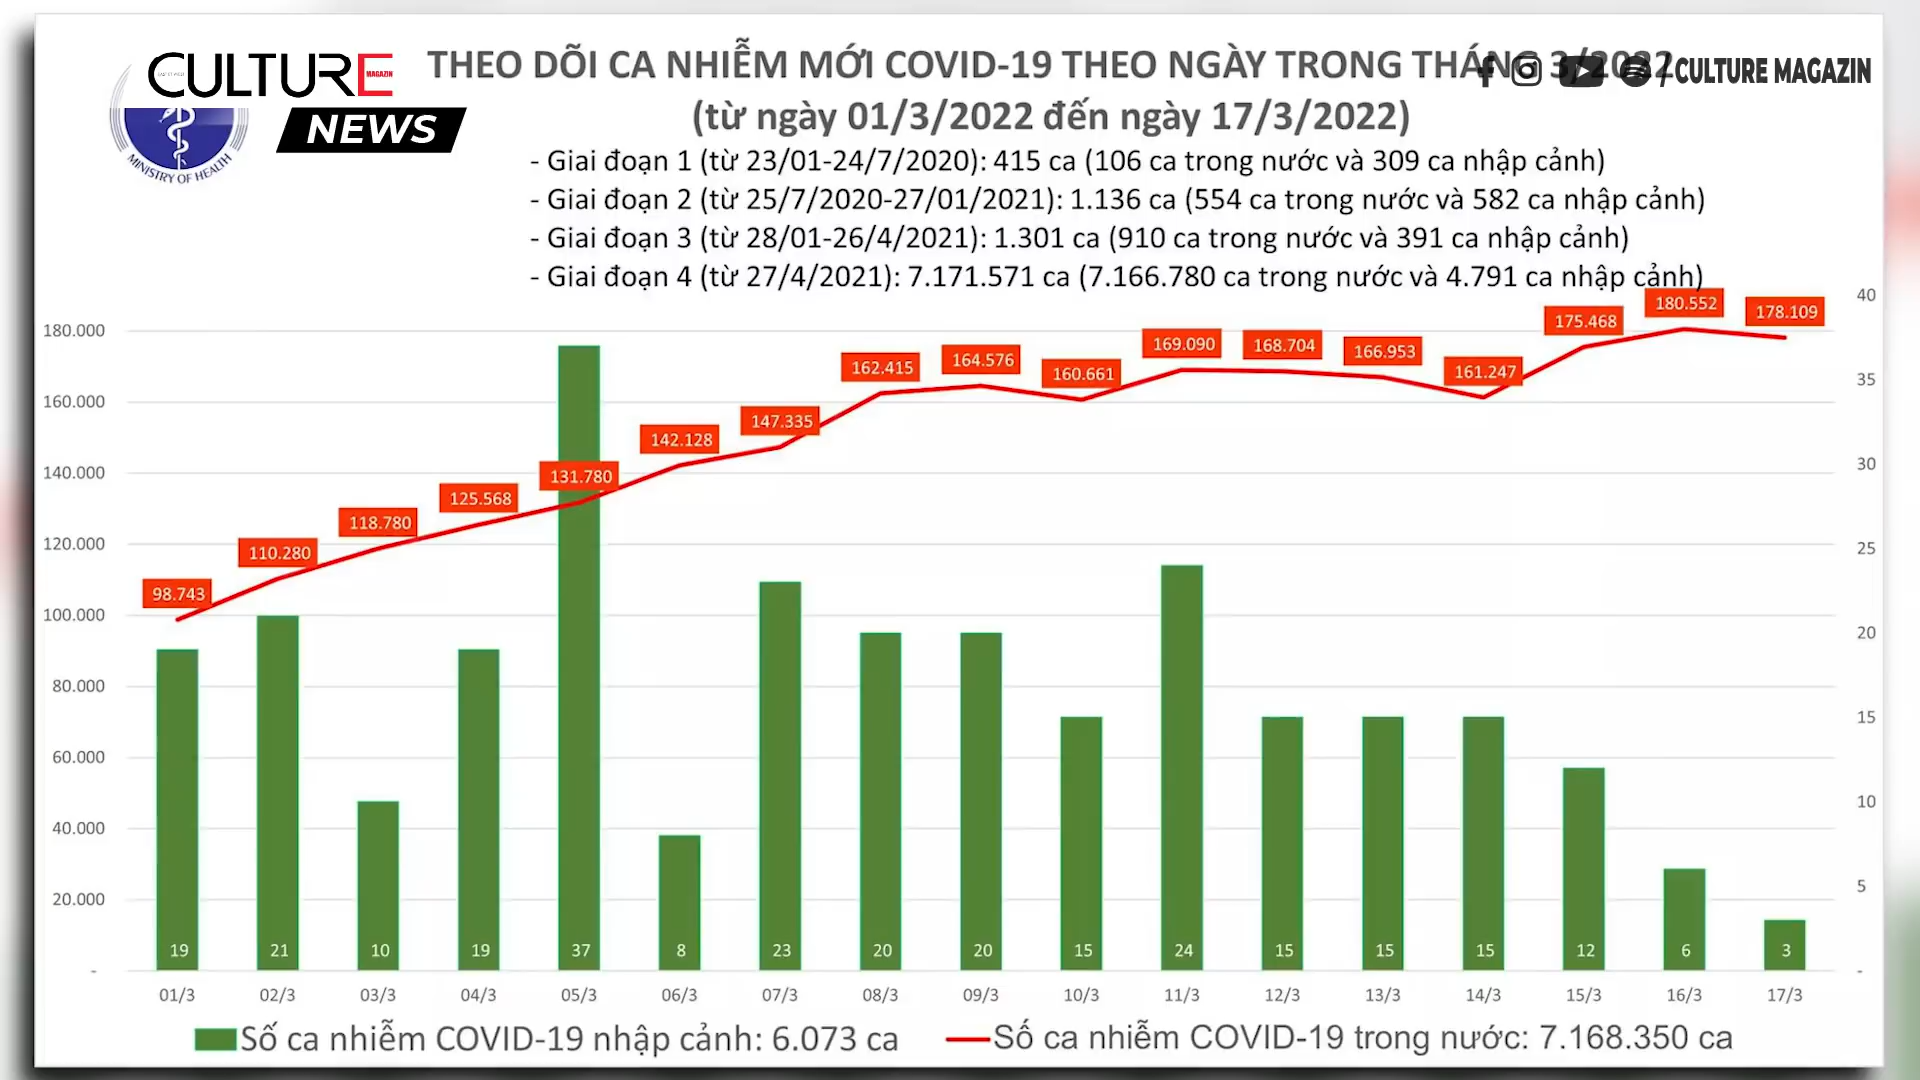 CULTURE
MAGAZIN
NEWS
MINISTRY OF HEALTH
THEO DÕI CA NHIỄM MỚI COVID-19 THEO NGÀY TRONG THÁNG 3/2022
/CULTURE MAGAZIN
(từ ngày 01/3/2022 đến ngày 17/3/2022)
- Giai đoạn 1 (từ 23/01-24/7/2020): 415 ca (106 ca trong nước và 309 ca nhập cảnh)
- Giai đoạn 2 (từ 25/7/2020-27/01/2021): 1.136 ca (554 ca trong nước và 582 ca nhập cảnh)
- Giai đoạn 3 (từ 28/01-26/4/2021): 1.301 ca (910 ca trong nước và 391 ca nhập cảnh)
- Giai đoạn 4 (từ 27/4/2021): 7.171.571 ca (7.166.780 ca trong nước và 4.791 ca nhập cảnh)
180.000
160.000
140.000
120.000
100.000
80.000
60.000
40.000
20.000
-
98.743
110.280
118.780
125.568
131.780
142.128
147.335
162.415
164.576
160.661
169.090
168.704
166.953
161.247
175.468
180.552
178.109
40
35
30
25
20
15
10
5
-
19 21 10 19 37 8 23 20 20 15 24 15 15 15 12 6 3
01/3 02/3 03/3 04/3 05/3 06/3 07/3 08/3 09/3 10/3 11/3 12/3 13/3 14/3 15/3 16/3 17/3
Số ca nhiễm COVID-19 nhập cảnh: 6.073 ca
Số ca nhiễm COVID-19 trong nước: 7.168.350 ca